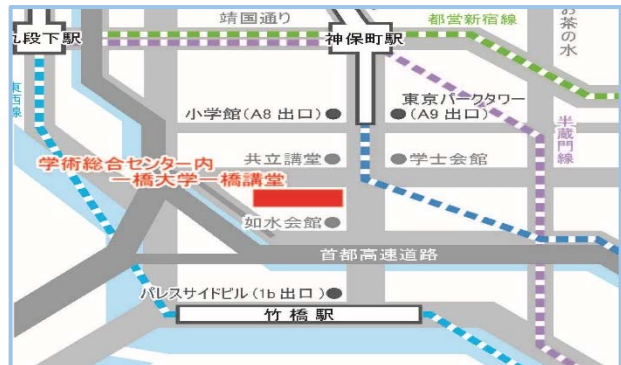 靖国通り
都営新宿線
お茶の水
九段下駅
神保町駅
東西線
小学館(A8 出口)●
東京パークタワー
●(A9 出口)
半蔵門線
学術総合センター内
一橋大学一橋講堂
共立講堂●
●学士会館
如水会館●
首都高速道路
パレスサイドビル(1b 出口)●
竹橋駅